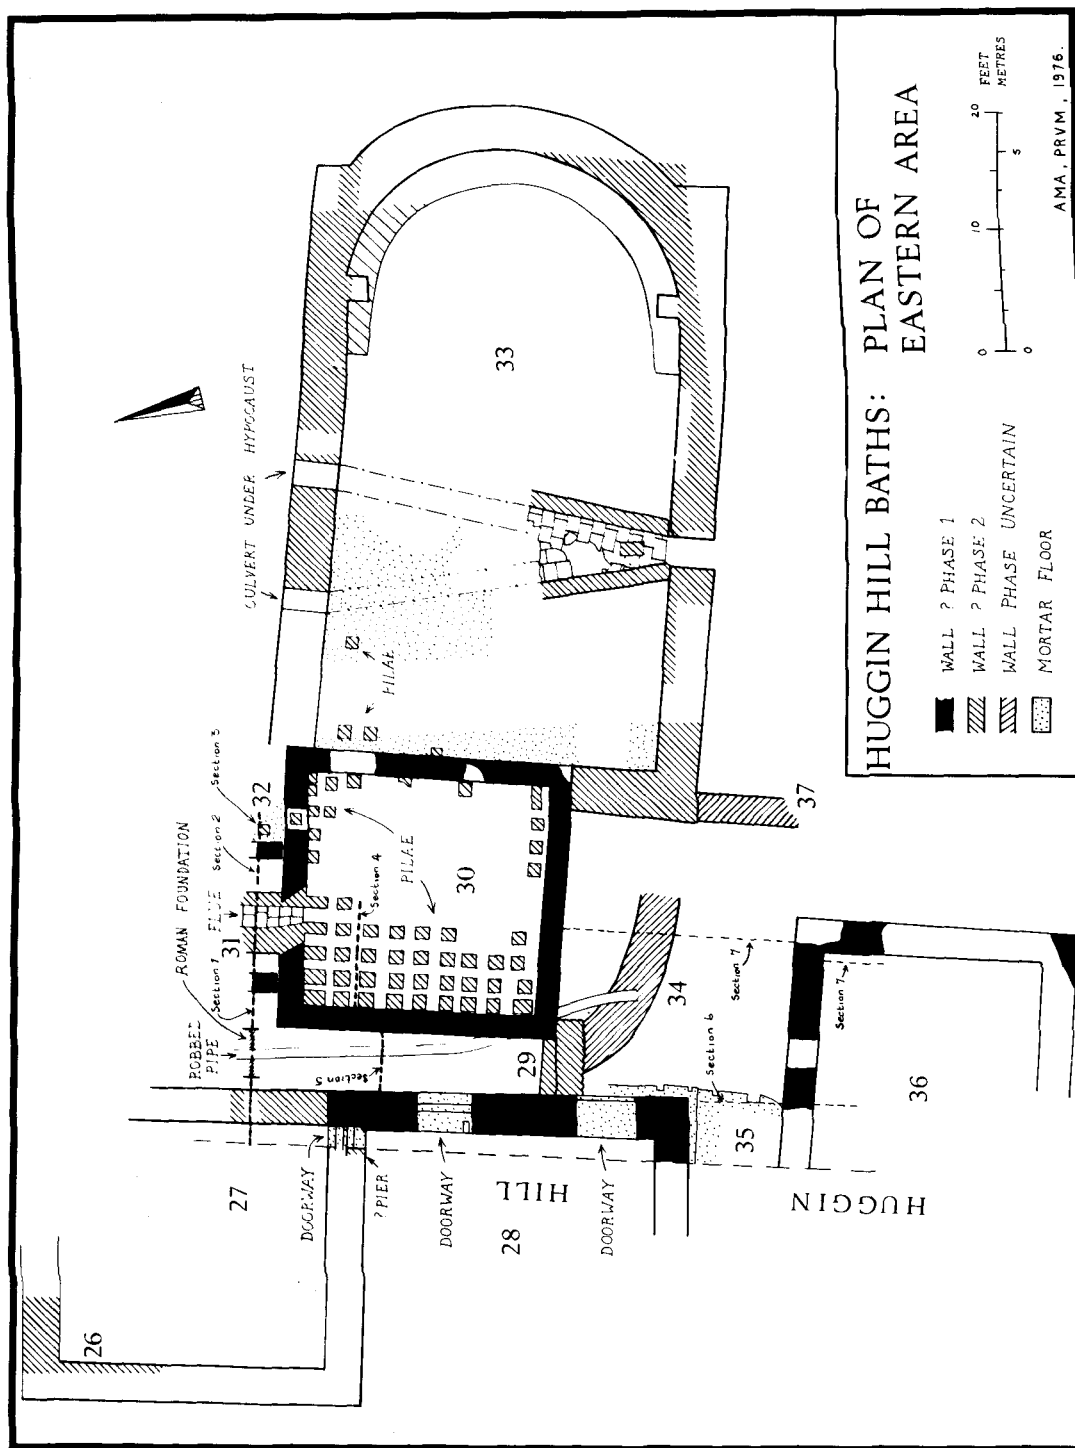 HUGGIN HILL BATHS: PLAN OF
EASTERN AREA
WALL ? PHASE 1
WALL ? PHASE 2
WALL PHASE UNCERTAIN
MORTAR FLOOR
0 10 20 FEET
0 5 METRES
AMA, PRVM, 1976.
CULVERT UNDER HYPOCAUST
33
PILAE
Section 3
32
Section 2
FLUE
31
ROMAN FOUNDATION
Section 1
ROBBED
PIPE
PILAE
Section 4
30
Section 5
29
27
26
DOORWAY
? PIER
DOORWAY
28
DOORWAY
HUGGIN
HILL
34
Section 7
Section 6
Section 7
35
36
37